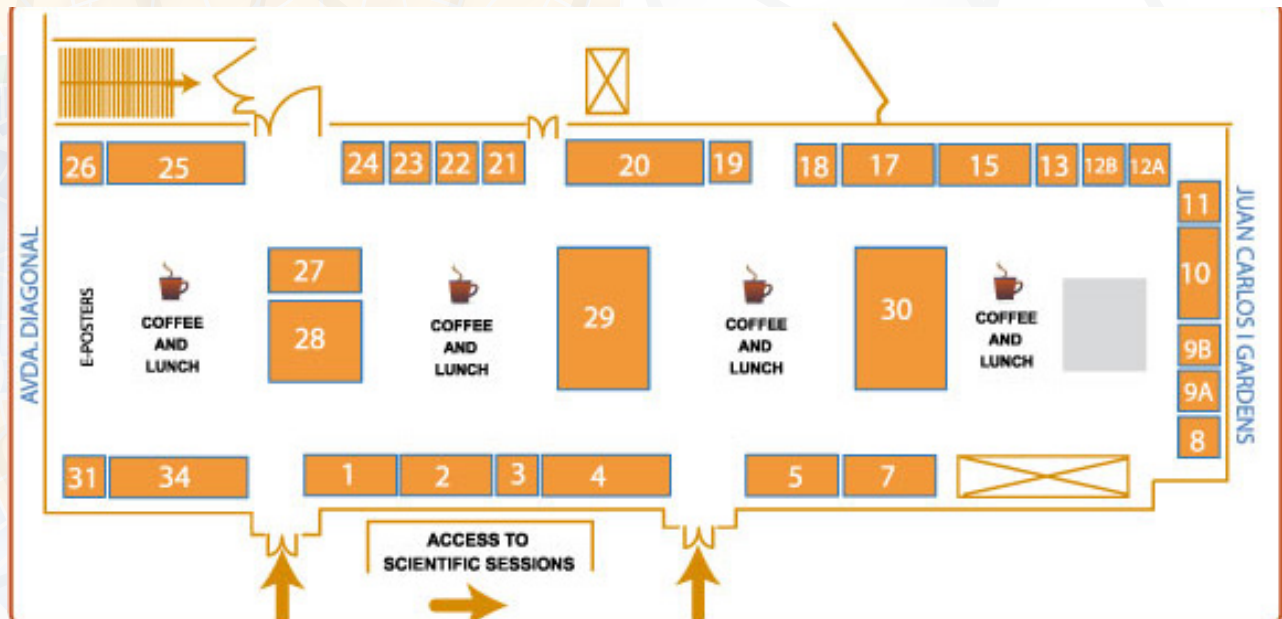 26
25
24
23
22
21
20
19
18
17
15
13
12B
12A
11
10
9B
9A
8
JUAN CARLOS I GARDENS
AVDA. DIAGONAL
E-POSTERS
COFFEE
AND
LUNCH
27
28
COFFEE
AND
LUNCH
29
COFFEE
AND
LUNCH
30
COFFEE
AND
LUNCH
31
34
1
2
3
4
5
7
ACCESS TO
SCIENTIFIC SESSIONS